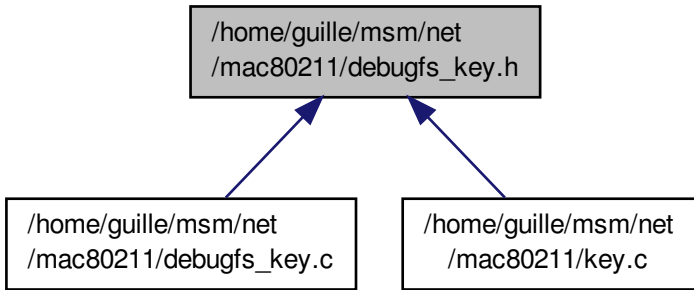 /home/guille/msm/net
/mac80211/debugfs_key.h
/home/guille/msm/net
/mac80211/debugfs_key.c
/home/guille/msm/net
/mac80211/key.c